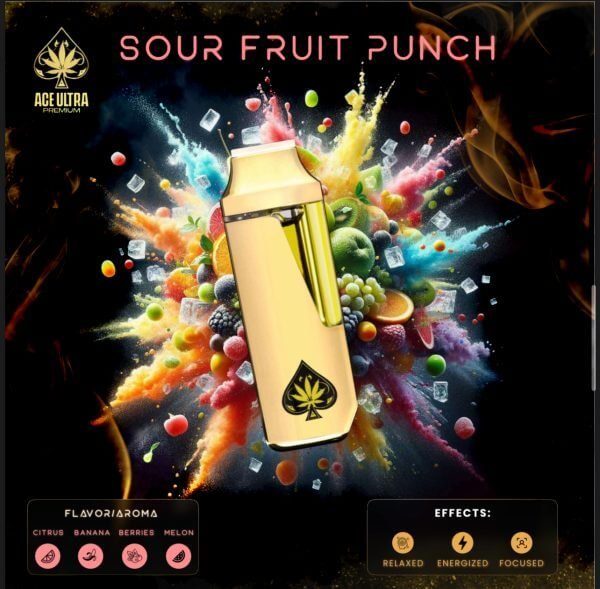 SOUR FRUIT PUNCH
ACE ULTRA
PREMIUM
FLAVOR/AROMA
CITRUS BANANA BERRIES MELON
EFFECTS:
RELAXED ENERGIZED FOCUSED